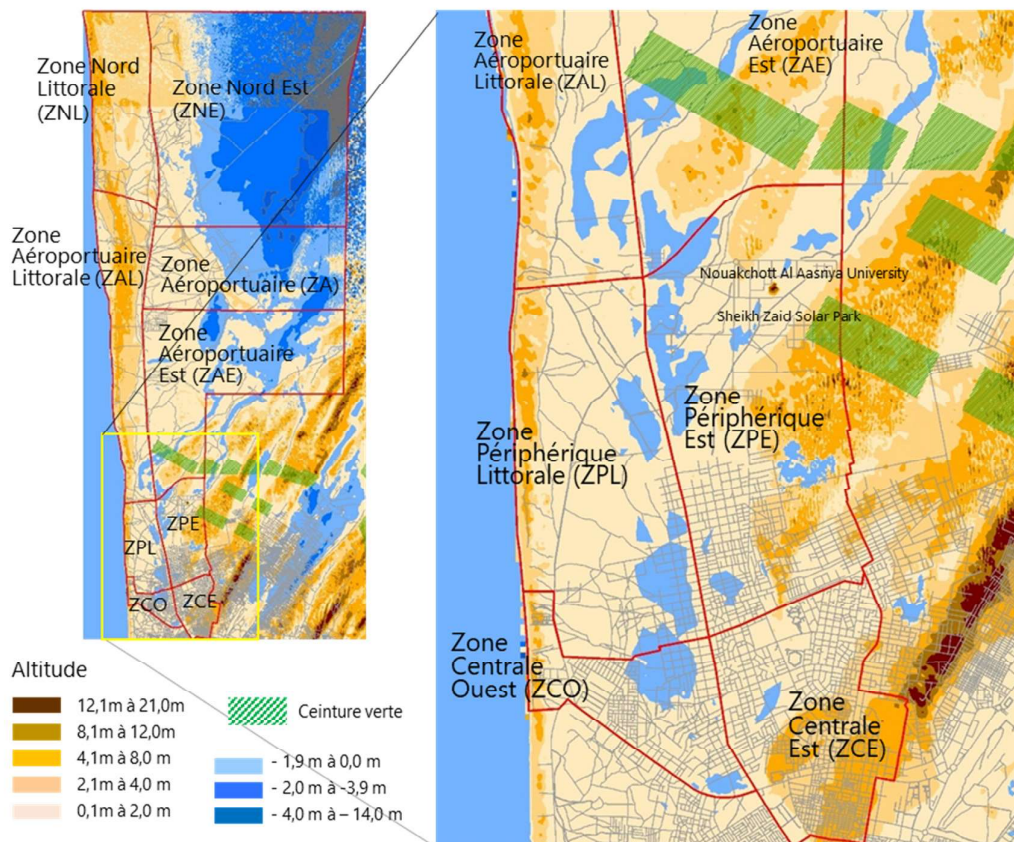 Zone Nord
Littorale
(ZNL)
Zone Nord Est
(ZNE)
Zone
Aéroportuaire
Littorale (ZAL)
Zone
Aéroportuaire (ZA)
Zone
Aéroportuaire
Est (ZAE)
ZPE
ZPL
ZCO
ZCE
Zone
Aéroportuaire
Littorale (ZAL)
Zone
Aéroportuaire
Est (ZAE)
Nouakchott Al Aasriya University
Sheikh Zaid Solar Park
Zone
Périphérique
Est (ZPE)
Zone
Périphérique
Littorale (ZPL)
Zone
Centrale
Ouest (ZCO)
Zone
Centrale
Est (ZCE)
Altitude
12,1m à 21,0m
8,1m à 12,0m
4,1m à 8,0 m
2,1m à 4,0 m
0,1m à 2,0 m
Ceinture verte
- 1,9 m à 0,0 m
- 2,0 m à -3,9 m
- 4,0 m à – 14,0 m